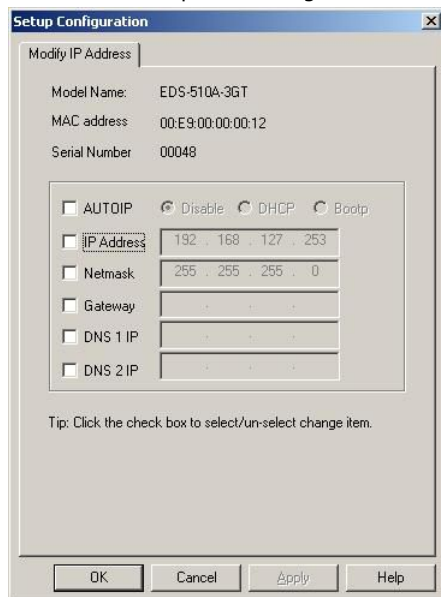 Setup Configuration
Modify IP Address
Model Name: EDS-510A-3GT
MAC address 00:E9:00:00:00:12
Serial Number 00048
AUTOIP Disable DHCP Bootp
IP Address 192 . 168 . 127 . 253
Netmask 255 . 255 . 255 . 0
Gateway . . .
DNS 1 IP . . .
DNS 2 IP . . .
Tip: Click the check box to select/un-select change item.
OK Cancel Apply Help